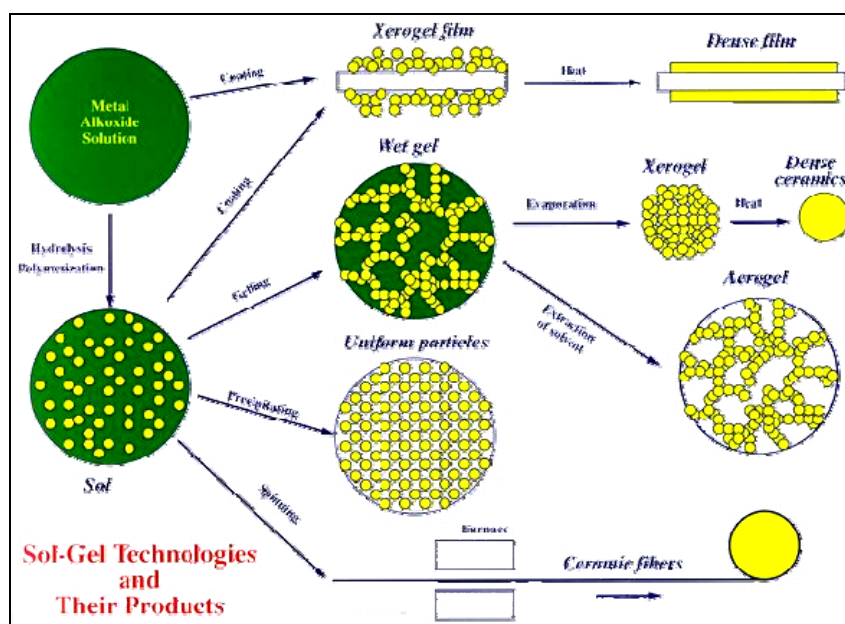 Xerogel film
Dense film
Coating
Heat
Metal
Alkoxide
Solution
Wet gel
Xerogel
Dense
ceramics
Coating
Evaporation
Heat
Hydrolysis
Polymerization
Gelling
Aerogel
Extraction
of solvent
Uniform particles
Precipitating
Sol
Spinning
Furnace
Ceramic fibers
Sol-Gel Technologies
and
Their Products